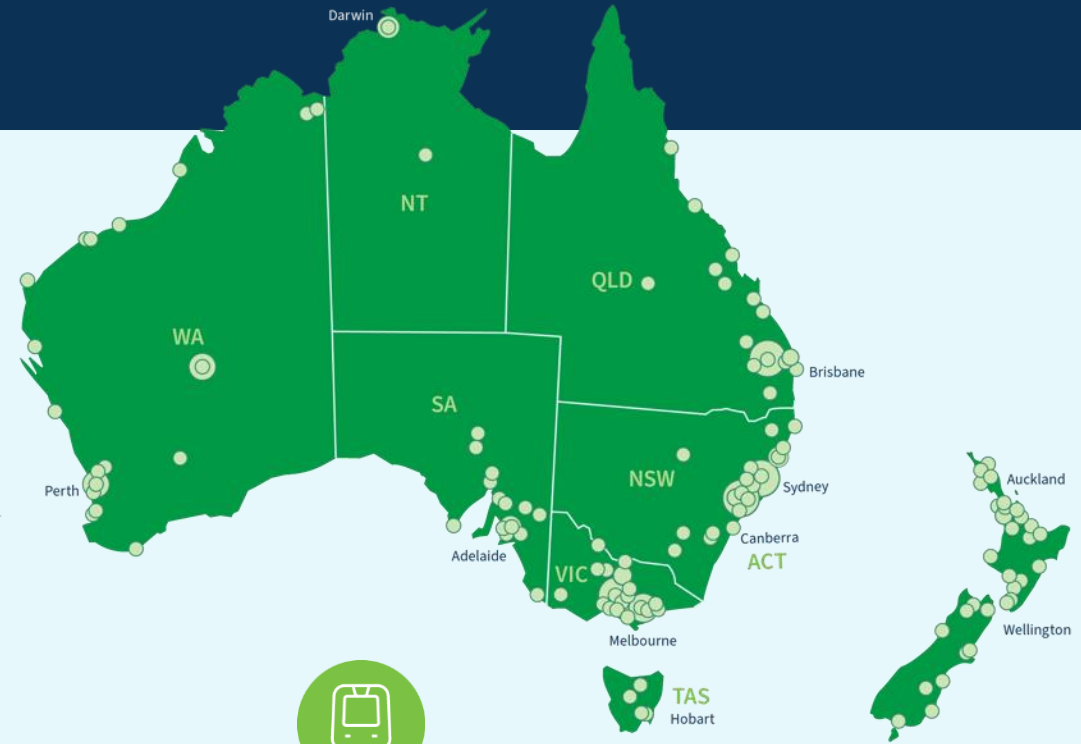 Darwin
NT
QLD
WA
Brisbane
SA
NSW
Auckland
Sydney
Perth
Canberra
ACT
Adelaide
VIC
Wellington
Melbourne
TAS
Hobart